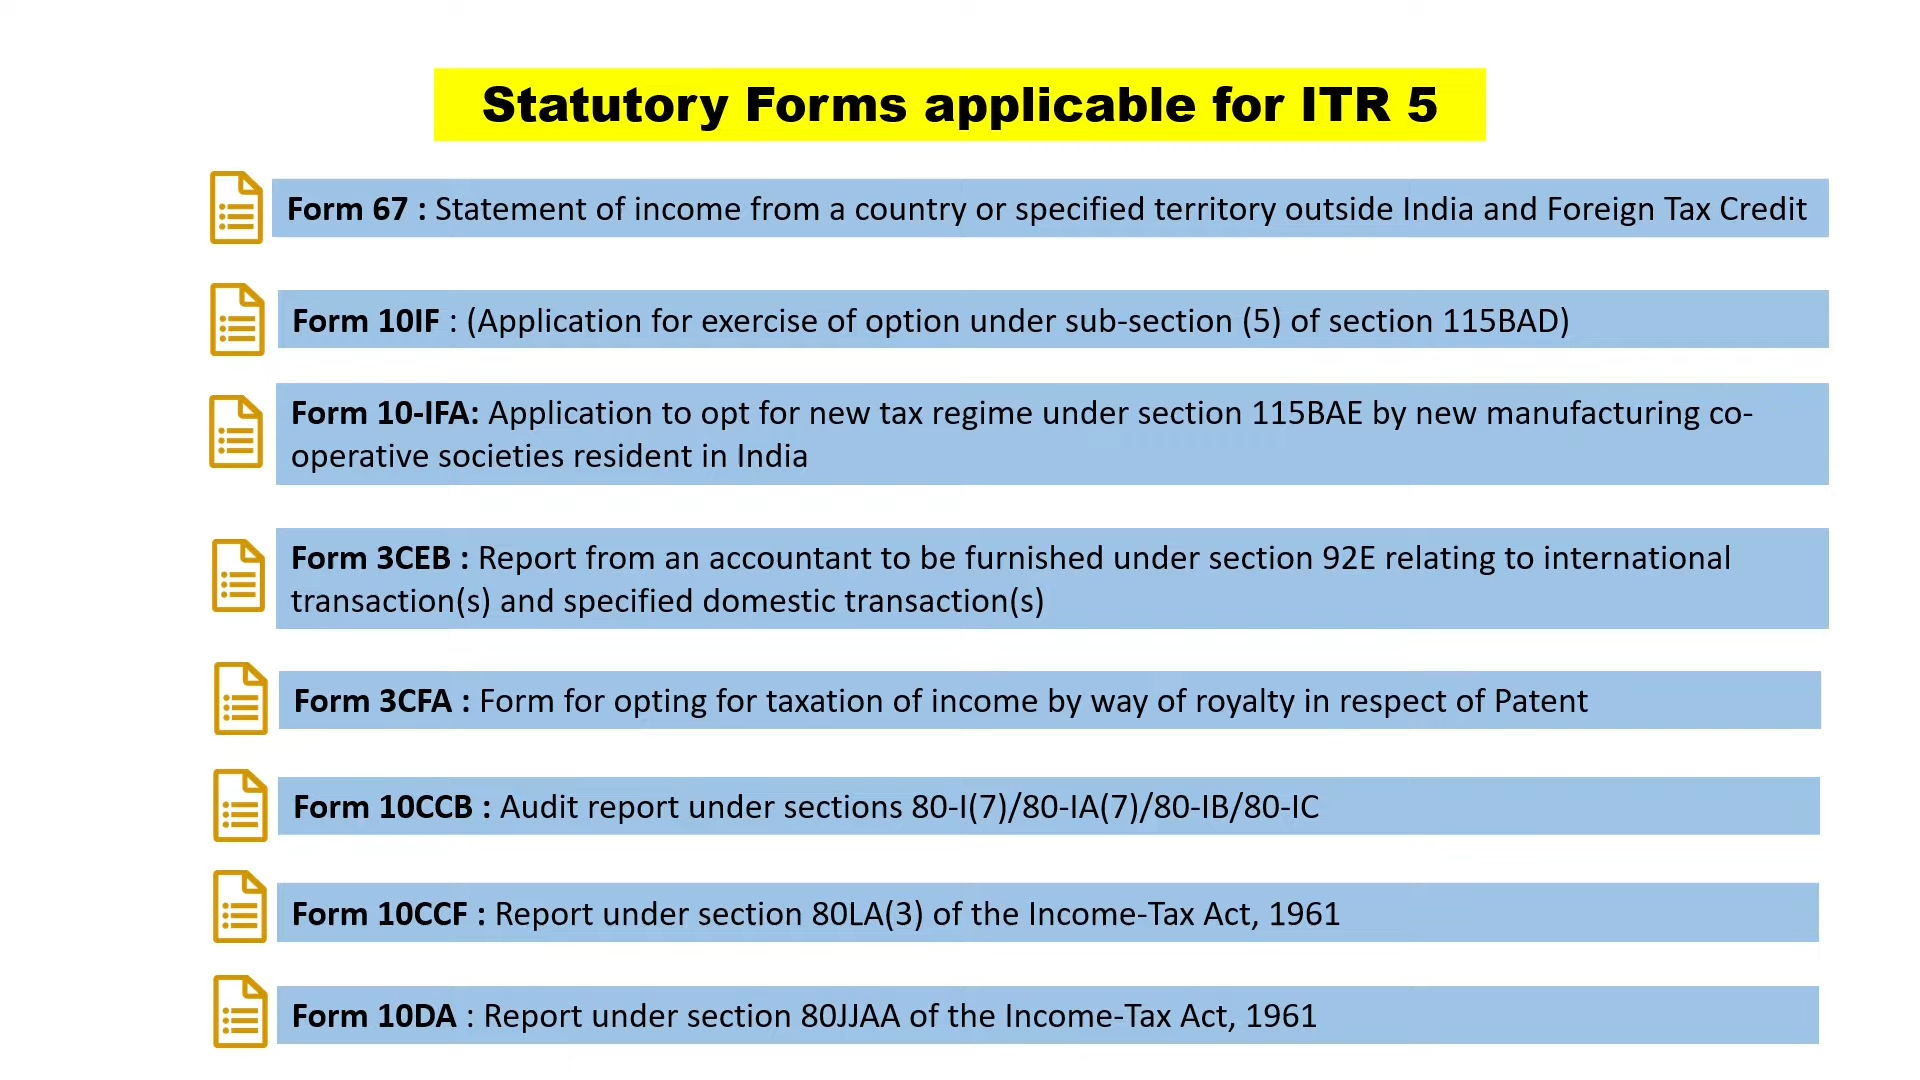 Statutory Forms applicable for ITR 5
Form 67 : Statement of income from a country or specified territory outside India and Foreign Tax Credit
Form 10IF : (Application for exercise of option under sub-section (5) of section 115BAD)
Form 10-IFA: Application to opt for new tax regime under section 115BAE by new manufacturing co-
operative societies resident in India
Form 3CEB : Report from an accountant to be furnished under section 92E relating to international
transaction(s) and specified domestic transaction(s)
Form 3CFA : Form for opting for taxation of income by way of royalty in respect of Patent
Form 10CCB : Audit report under sections 80-I(7)/80-IA(7)/80-IB/80-IC
Form 10CCF : Report under section 80LA(3) of the Income-Tax Act, 1961
Form 10DA : Report under section 80JJAA of the Income-Tax Act, 1961